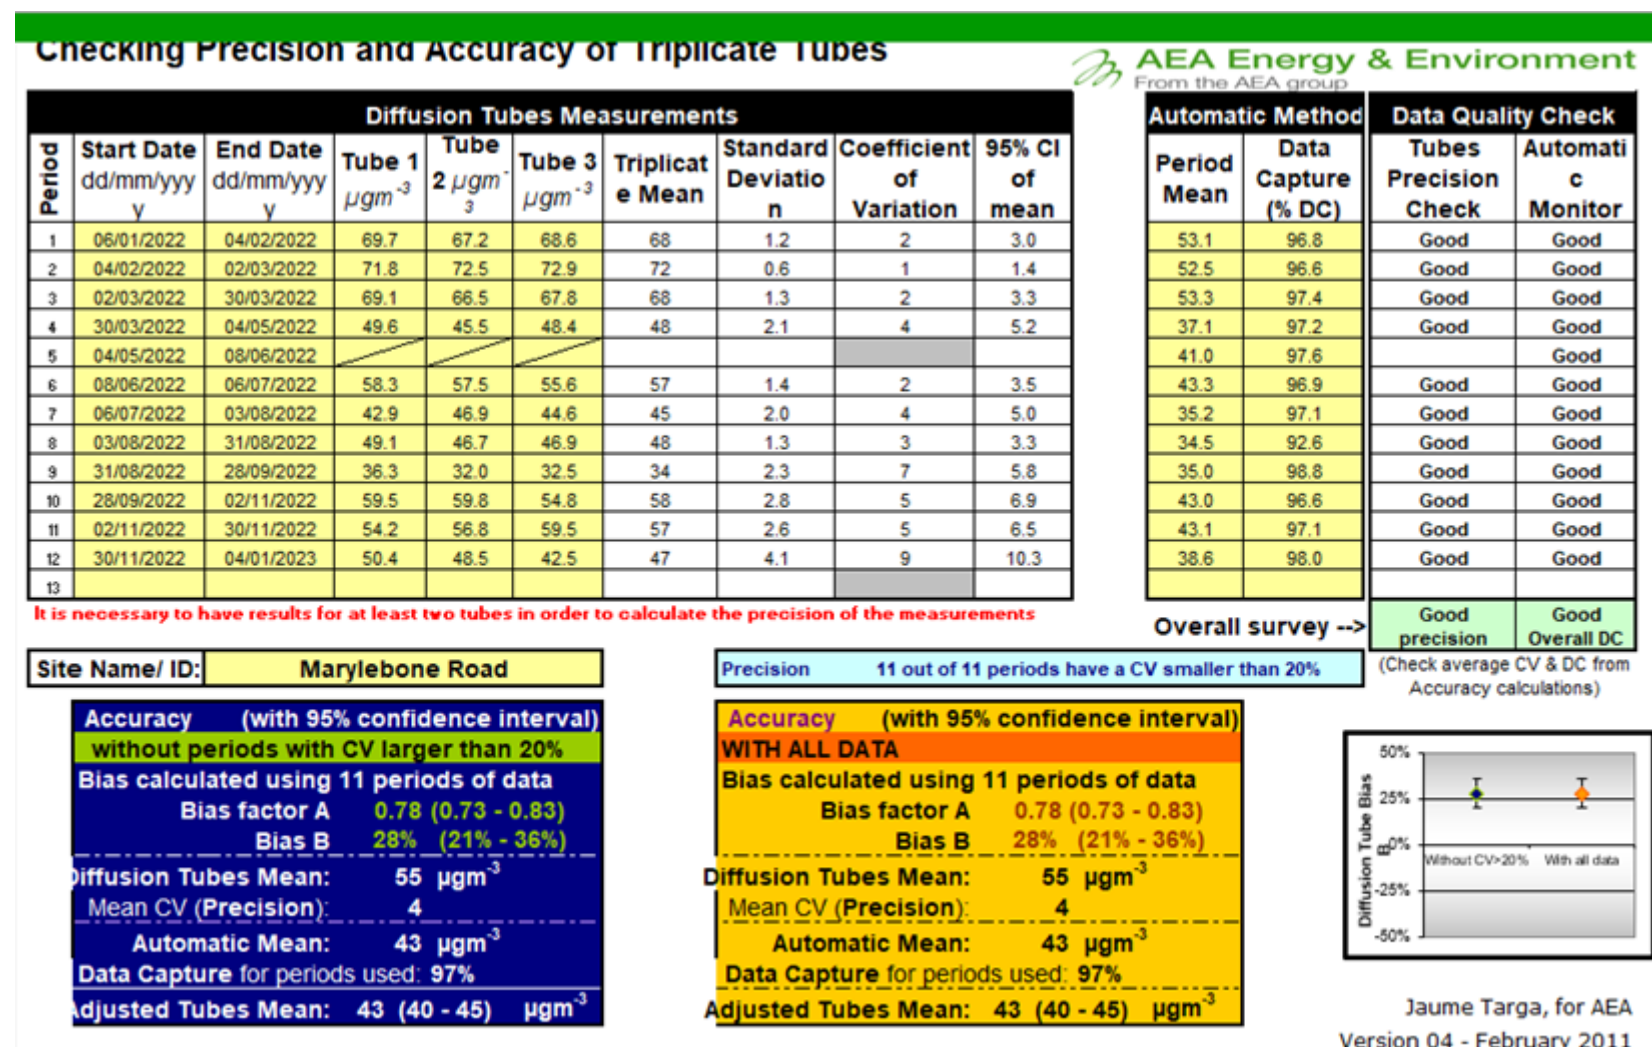 Checking Precision and Accuracy of Triplicate Tubes
AEA Energy & Environment
From the AEA group
Diffusion Tubes Measurements
Automatic Method
Data Quality Check
Period
Start Date dd/mm/yyyy
End Date dd/mm/yyyy
Tube 1 µgm-3
Tube 2 µgm-3
Tube 3 µgm-3
Triplicate Mean
Standard Deviation
Coefficient of Variation
95% CI of mean
Period Mean
Data Capture (% DC)
Tubes Precision Check
Automatic Monitor
1 06/01/2022 04/02/2022 69.7 67.2 68.6 68 1.2 2 3.0 53.1 96.8 Good Good
2 04/02/2022 02/03/2022 71.8 72.5 72.9 72 0.6 1 1.4 52.5 96.6 Good Good
3 02/03/2022 30/03/2022 69.1 66.5 67.8 68 1.3 2 3.3 53.3 97.4 Good Good
4 30/03/2022 04/05/2022 49.6 45.5 48.4 48 2.1 4 5.2 37.1 97.2 Good Good
5 04/05/2022 08/06/2022 41.0 97.6 Good
6 08/06/2022 06/07/2022 58.3 57.5 55.6 57 1.4 2 3.5 43.3 96.9 Good Good
7 06/07/2022 03/08/2022 42.9 46.9 44.6 45 2.0 4 5.0 35.2 97.1 Good Good
8 03/08/2022 31/08/2022 49.1 46.7 46.9 48 1.3 3 3.3 34.5 92.6 Good Good
9 31/08/2022 28/09/2022 36.3 32.0 32.5 34 2.3 7 5.8 35.0 98.8 Good Good
10 28/09/2022 02/11/2022 59.5 59.8 54.8 58 2.8 5 6.9 43.0 96.6 Good Good
11 02/11/2022 30/11/2022 54.2 56.8 59.5 57 2.6 5 6.5 43.1 97.1 Good Good
12 30/11/2022 04/01/2023 50.4 48.5 42.5 47 4.1 9 10.3 38.6 98.0 Good Good
13
It is necessary to have results for at least two tubes in order to calculate the precision of the measurements
Overall survey -->
Good precision
Good Overall DC
(Check average CV & DC from
Accuracy calculations)
Site Name/ ID: Marylebone Road
Precision 11 out of 11 periods have a CV smaller than 20%
Accuracy (with 95% confidence interval)
without periods with CV larger than 20%
Bias calculated using 11 periods of data
Bias factor A 0.78 (0.73 - 0.83)
Bias B 28% (21% - 36%)
Diffusion Tubes Mean: 55 µgm-3
Mean CV (Precision): 4
Automatic Mean: 43 µgm-3
Data Capture for periods used: 97%
Adjusted Tubes Mean: 43 (40 - 45) µgm-3
Accuracy (with 95% confidence interval)
WITH ALL DATA
Bias calculated using 11 periods of data
Bias factor A 0.78 (0.73 - 0.83)
Bias B 28% (21% - 36%)
Diffusion Tubes Mean: 55 µgm-3
Mean CV (Precision): 4
Automatic Mean: 43 µgm-3
Data Capture for periods used: 97%
Adjusted Tubes Mean: 43 (40 - 45) µgm-3
Diffusion Tube Bias B
50%
25%
0%
-25%
-50%
Without CV>20%
With all data
Jaume Targa, for AEA
Version 04 - February 2011